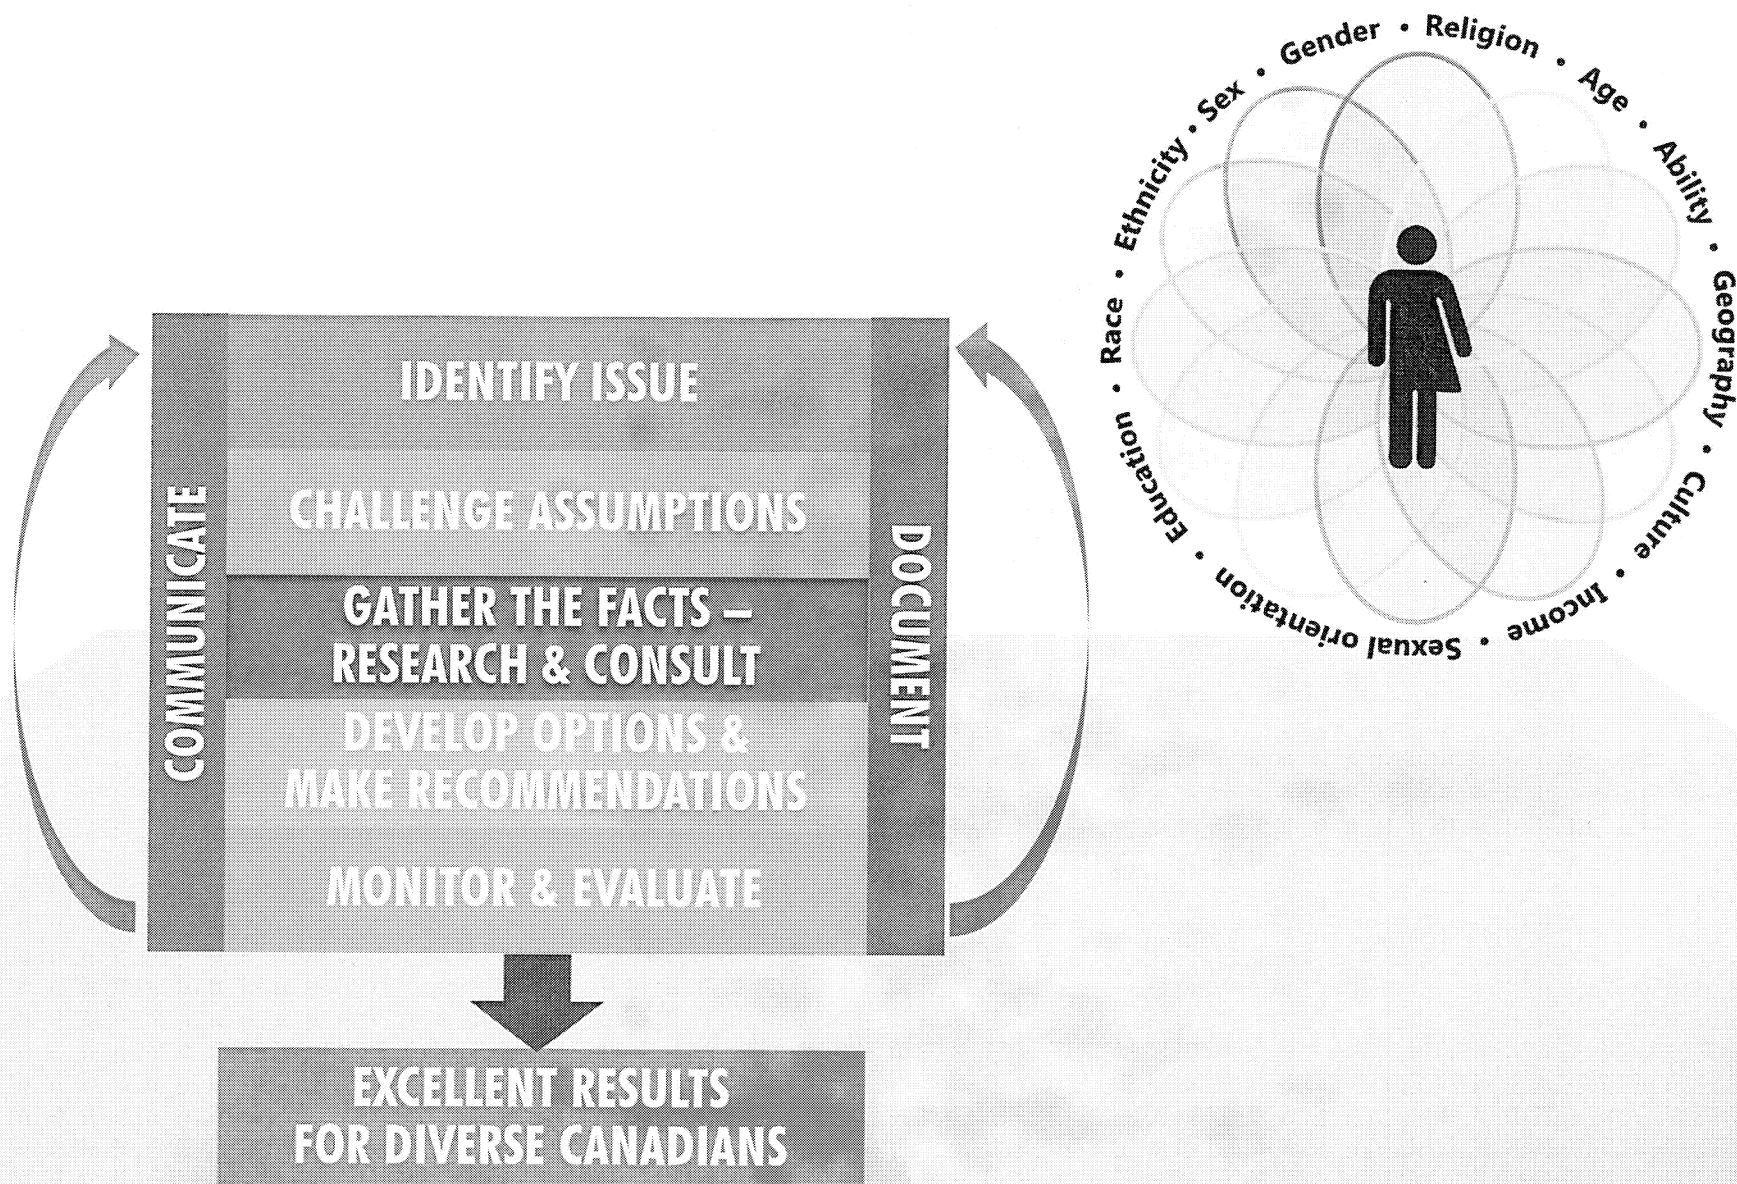 Gender • Religion • Age • Ability • Geography • Culture • Income • Sexual orientation • Education • Race • Ethnicity • Sex •
COMMUNICATE
IDENTIFY ISSUE
CHALLENGE ASSUMPTIONS
GATHER THE FACTS –
RESEARCH & CONSULT
DEVELOP OPTIONS &
MAKE RECOMMENDATIONS
MONITOR & EVALUATE
DOCUMENT
EXCELLENT RESULTS
FOR DIVERSE CANADIANS